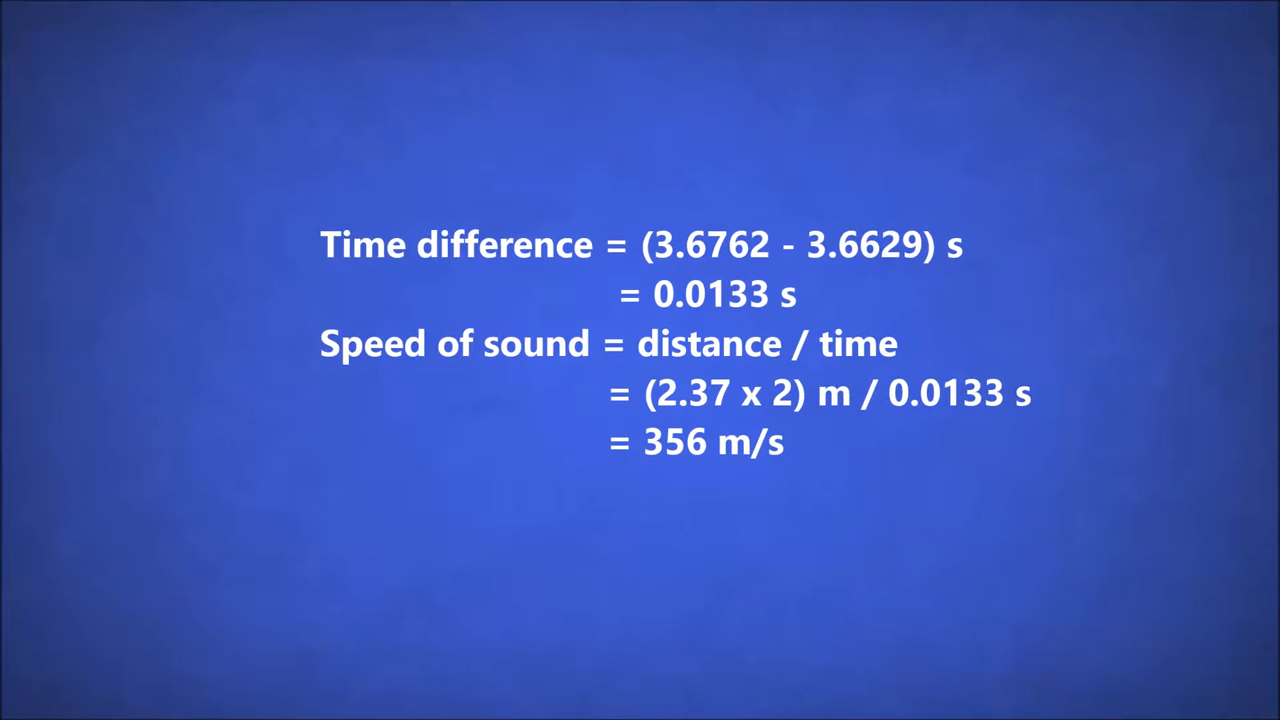 Time difference = (3.6762 - 3.6629) s
= 0.0133 s
Speed of sound = distance / time
= (2.37 x 2) m / 0.0133 s
= 356 m/s